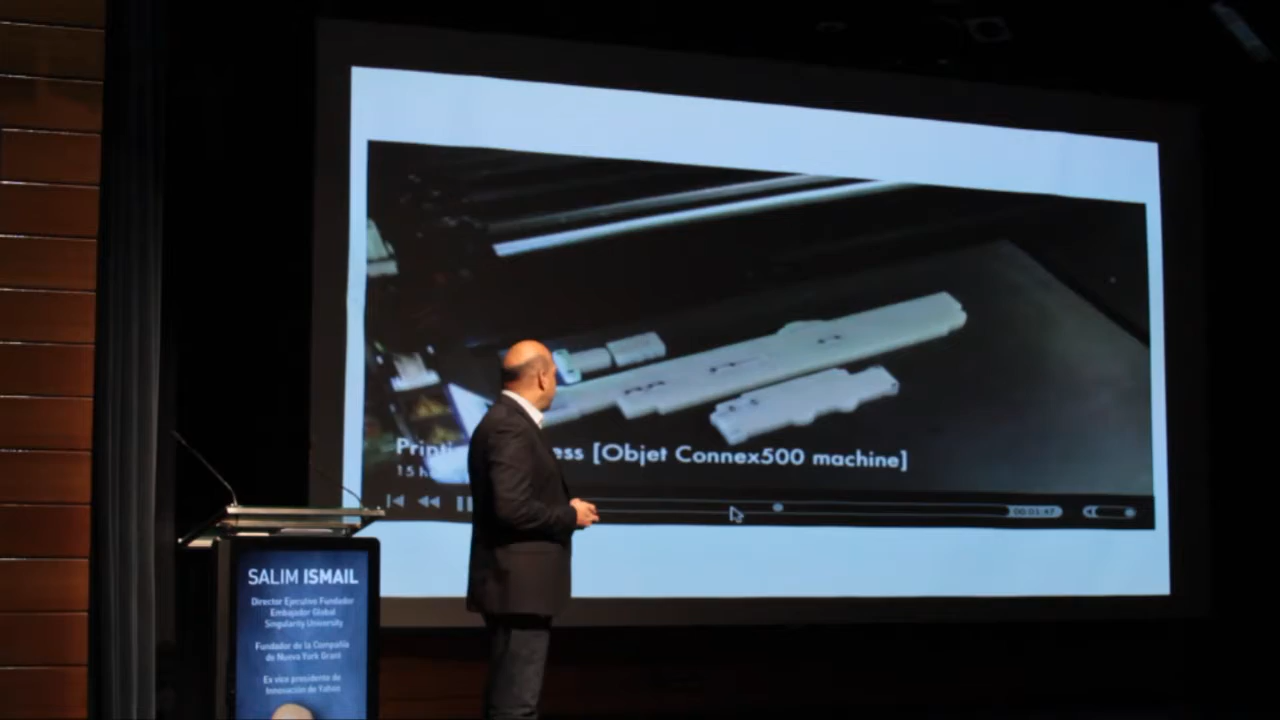 Printi ess [Objet Connex500 machine]
15 h
00:01:47
SALIM ISMAIL
Director Ejecutivo Fundador
Embajador Global
Singularity University
Fundador de la Compañía
de Nueva York Grant
Ex vice presidente de
Innovación de Yahoo